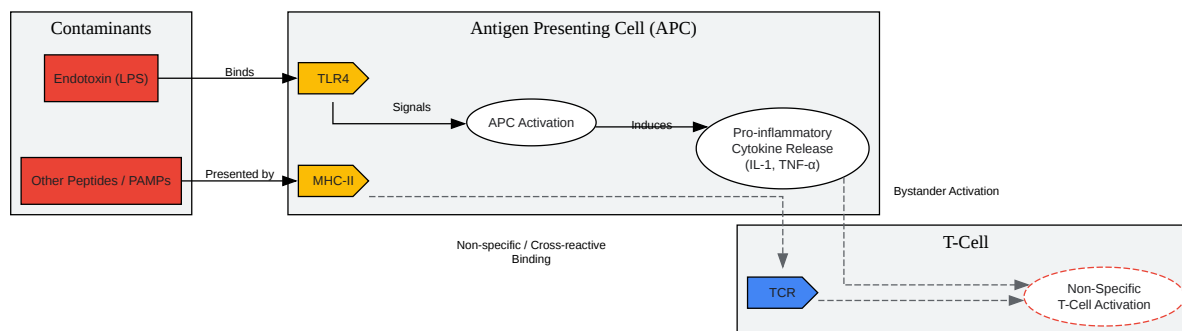 Contaminants
Antigen Presenting Cell (APC)
Endotoxin (LPS)
Binds
TLR4
Signals
APC Activation
Induces
Pro-inflammatory
Cytokine Release
(IL-1, TNF-α)
Other Peptides / PAMPs
Presented by
MHC-II
Bystander Activation
Non-specific / Cross-reactive
Binding
T-Cell
TCR
Non-Specific
T-Cell Activation